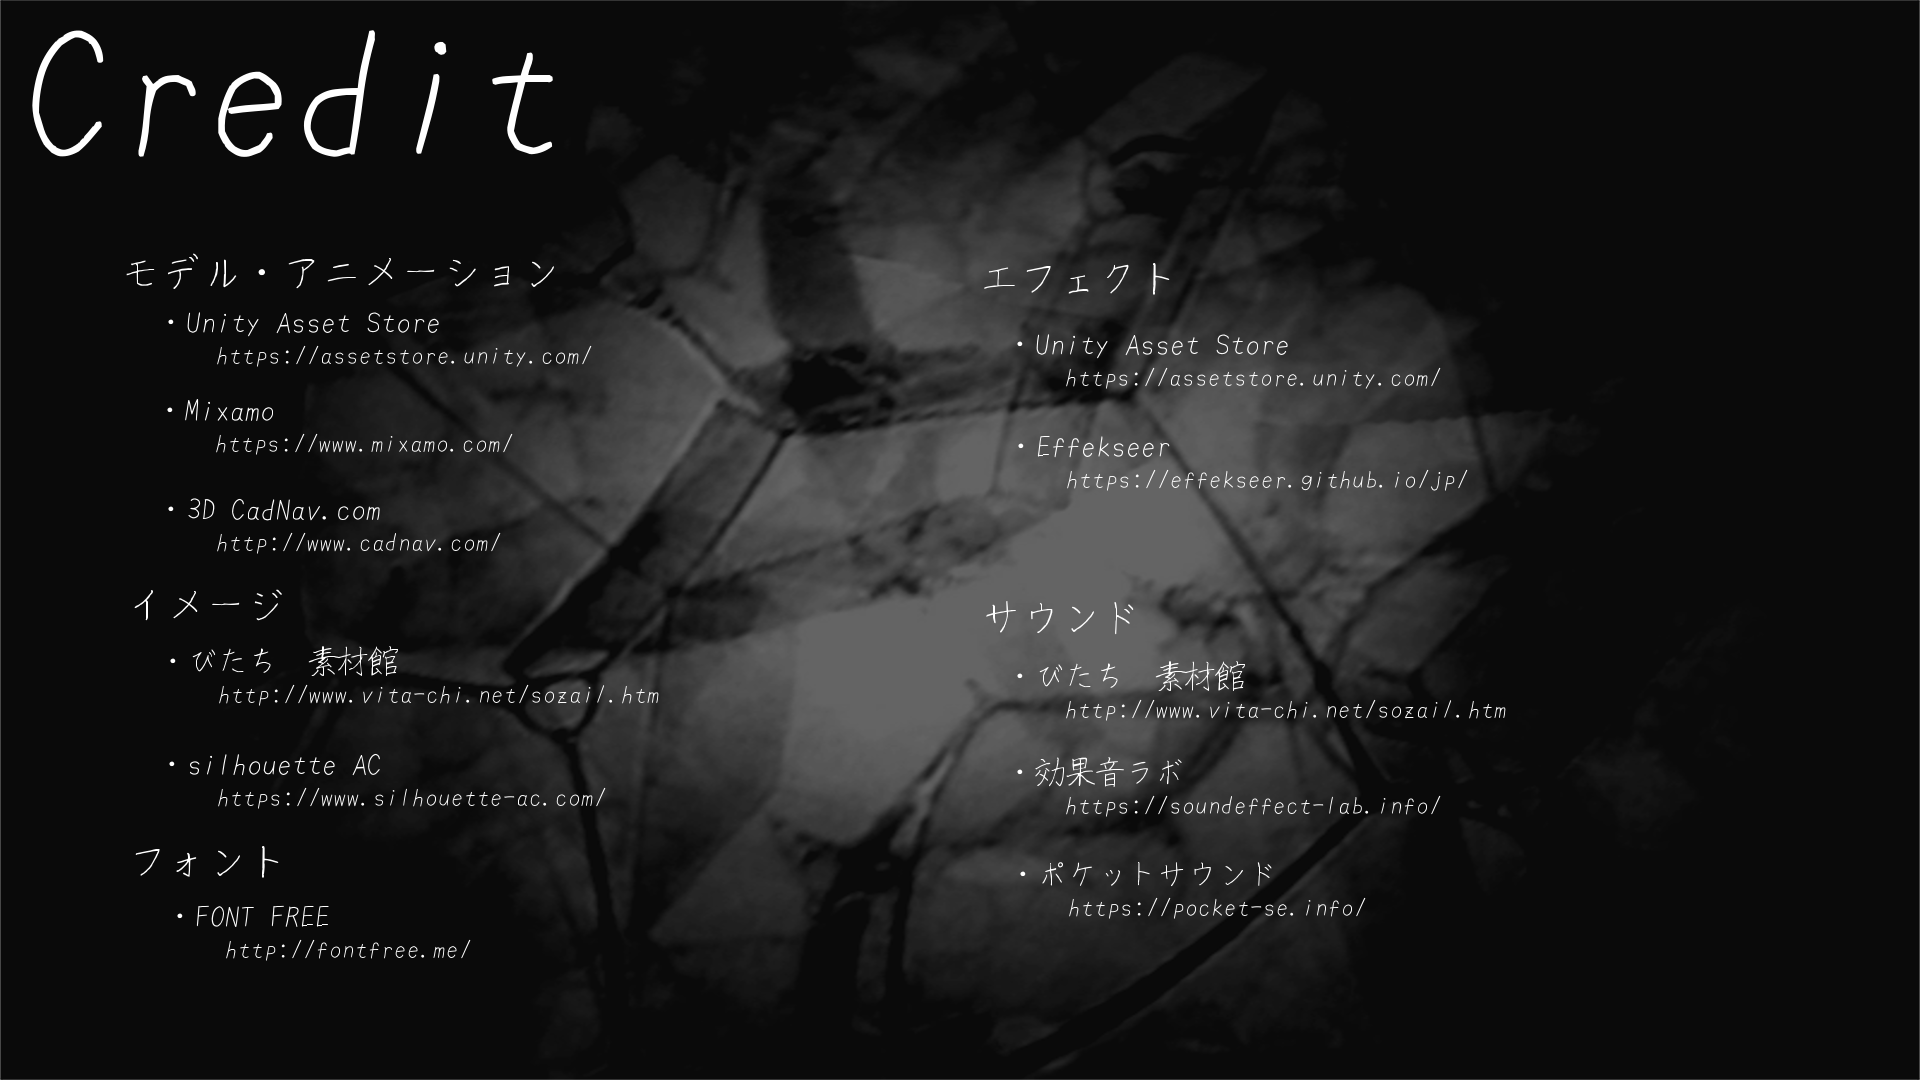 Credit
モデル・アニメーション
・Unity Asset Store
https://assetstore.unity.com/
・Mixamo
https://www.mixamo.com/
・3D CadNav.com
http://www.cadnav.com/
イメージ
・びたち　素材館
http://www.vita-chi.net/sozai/.htm
・silhouette AC
https://www.silhouette-ac.com/
フォント
・FONT FREE
http://fontfree.me/
エフェクト
・Unity Asset Store
https://assetstore.unity.com/
・Effekseer
https://effekseer.github.io/jp/
サウンド
・びたち　素材館
http://www.vita-chi.net/sozai/.htm
・効果音ラボ
https://soundeffect-lab.info/
・ポケットサウンド
https://pocket-se.info/